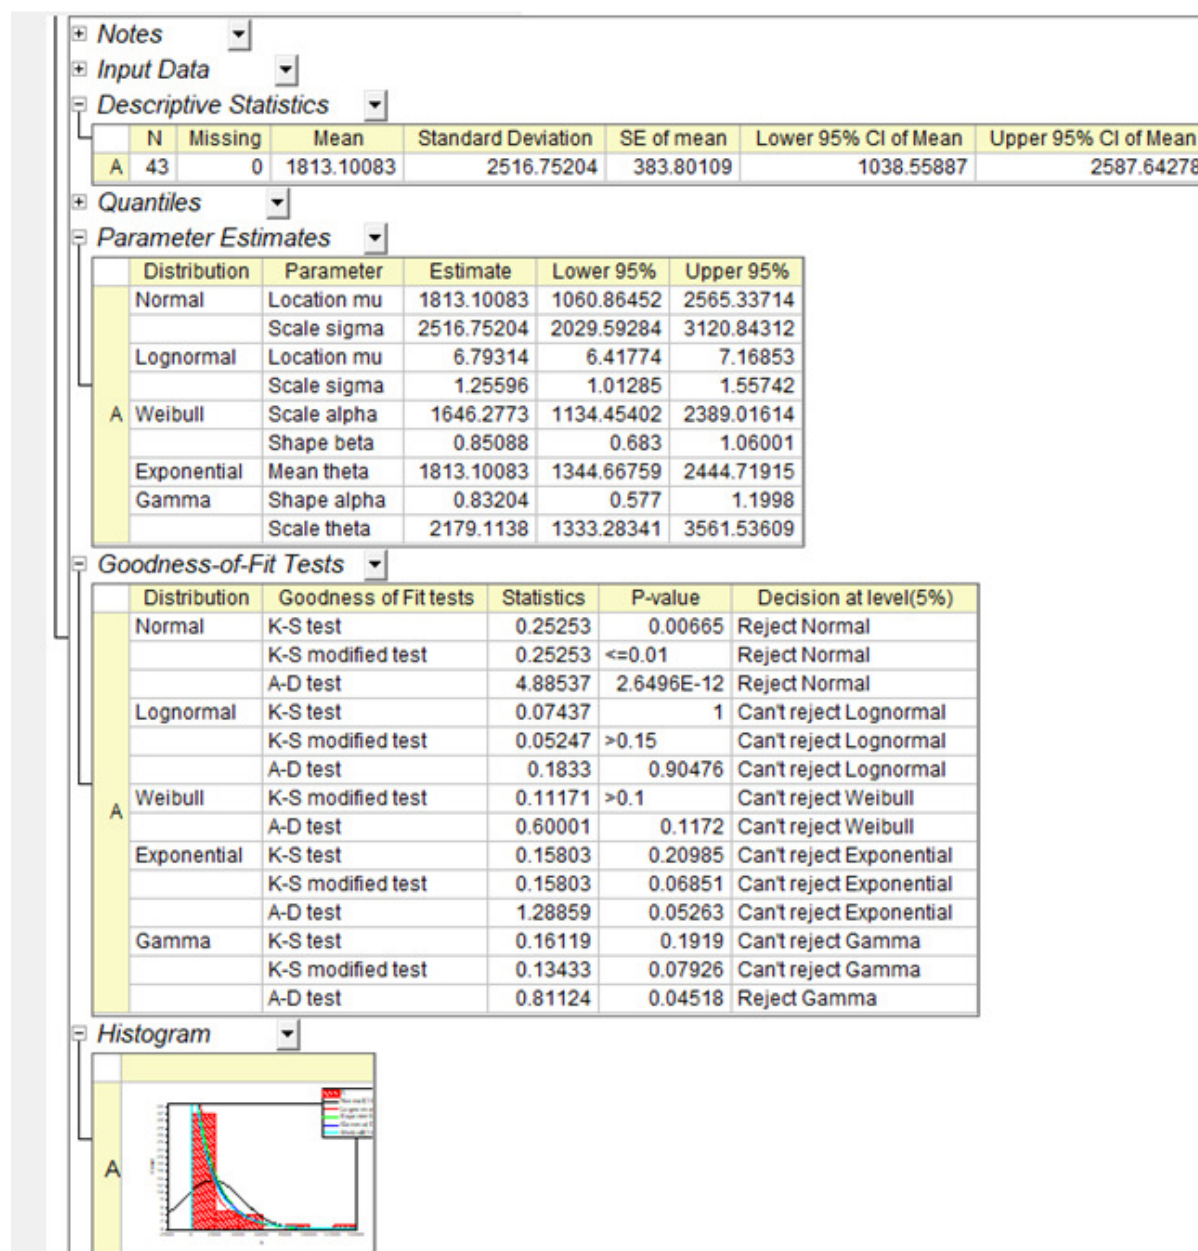 Notes
Input Data
Descriptive Statistics
N Missing Mean Standard Deviation SE of mean Lower 95% CI of Mean Upper 95% CI of Mean
A 43 0 1813.10083 2516.75204 383.80109 1038.55887 2587.64278
Quantiles
Parameter Estimates
Distribution Parameter Estimate Lower 95% Upper 95%
Normal Location mu 1813.10083 1060.86452 2565.33714
Scale sigma 2516.75204 2029.59284 3120.84312
Lognormal Location mu 6.79314 6.41774 7.16853
Scale sigma 1.25596 1.01285 1.55742
A Weibull Scale alpha 1646.2773 1134.45402 2389.01614
Shape beta 0.85088 0.683 1.06001
Exponential Mean theta 1813.10083 1344.66759 2444.71915
Gamma Shape alpha 0.83204 0.577 1.1998
Scale theta 2179.1138 1333.28341 3561.53609
Goodness-of-Fit Tests
Distribution Goodness of Fit tests Statistics P-value Decision at level(5%)
Normal K-S test 0.25253 0.00665 Reject Normal
K-S modified test 0.25253 <=0.01 Reject Normal
A-D test 4.88537 2.6496E-12 Reject Normal
Lognormal K-S test 0.07437 1 Can't reject Lognormal
K-S modified test 0.05247 >0.15 Can't reject Lognormal
A-D test 0.1833 0.90476 Can't reject Lognormal
A Weibull K-S modified test 0.11171 >0.1 Can't reject Weibull
A-D test 0.60001 0.1172 Can't reject Weibull
Exponential K-S test 0.15803 0.20985 Can't reject Exponential
K-S modified test 0.15803 0.06851 Can't reject Exponential
A-D test 1.28859 0.05263 Can't reject Exponential
Gamma K-S test 0.16119 0.1919 Can't reject Gamma
K-S modified test 0.13433 0.07926 Can't reject Gamma
A-D test 0.81124 0.04518 Reject Gamma
Histogram
A